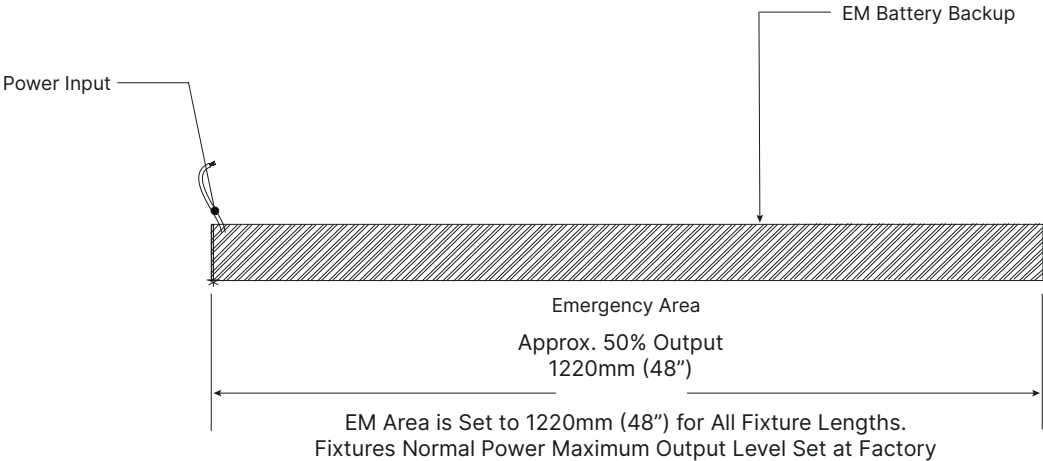 EM Battery Backup
Power Input
Emergency Area
Approx. 50% Output
1220mm (48”)
EM Area is Set to 1220mm (48”) for All Fixture Lengths.
Fixtures Normal Power Maximum Output Level Set at Factory